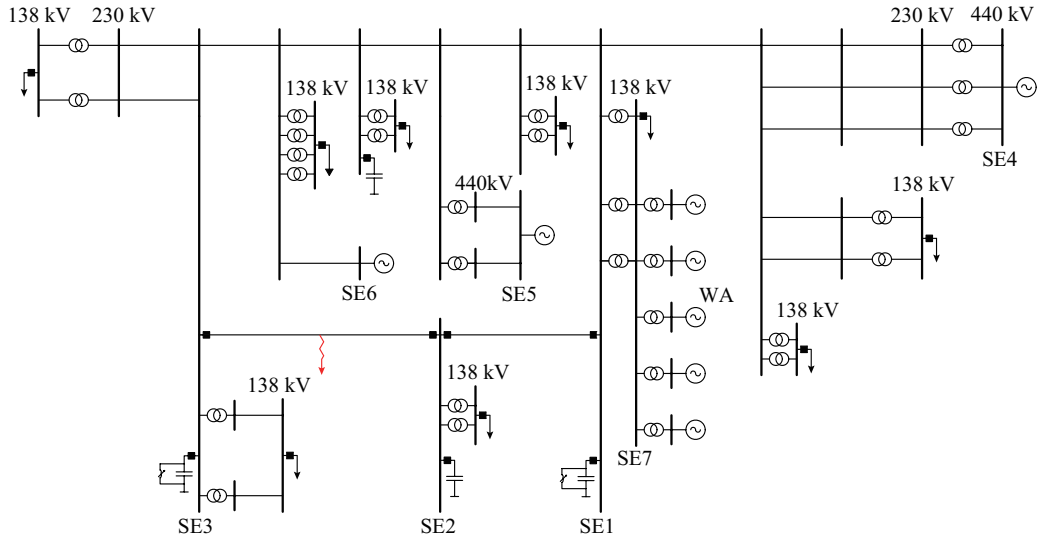 138 kV
230 kV
230 kV
440 kV
138 kV
138 kV
138 kV
138 kV
SE4
440kV
138 kV
SE6
SE5
WA
138 kV
138 kV
138 kV
SE7
SE3
SE2
SE1